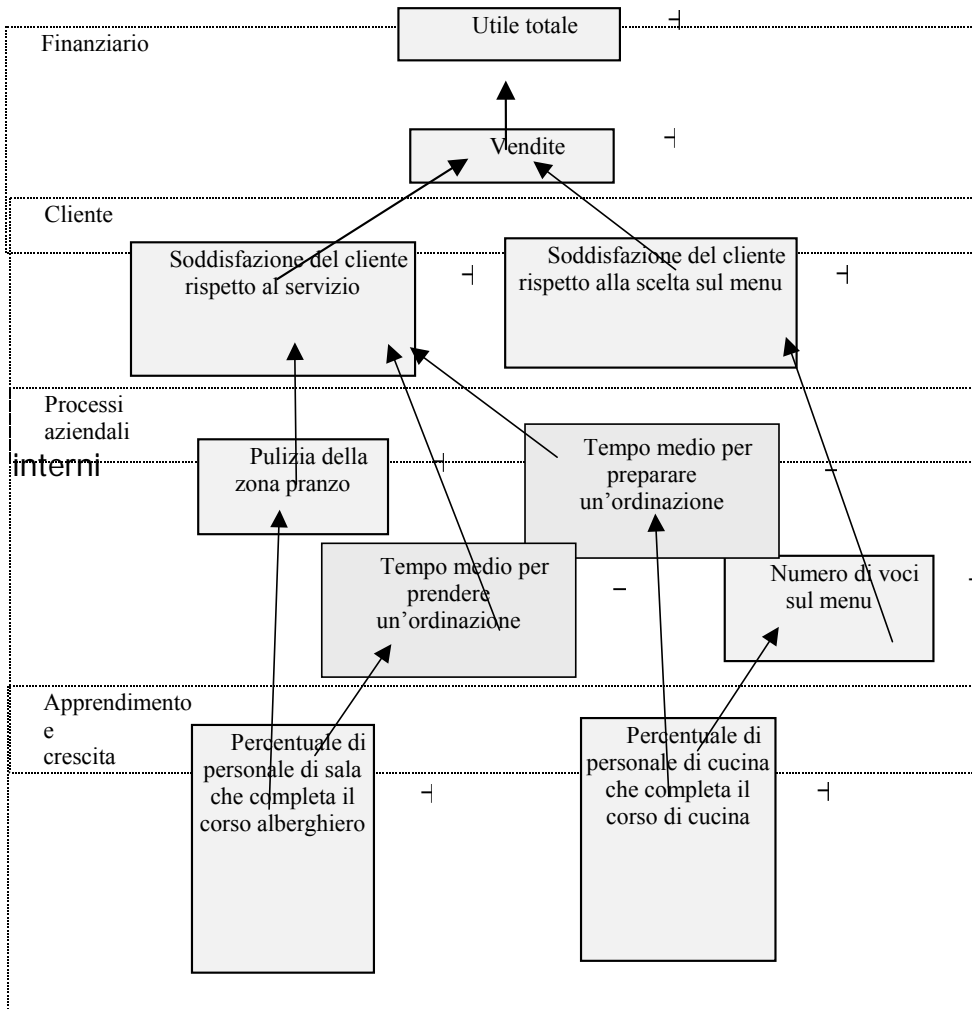 Utile totale
Finanziario
Vendite
Cliente
Soddisfazione del cliente
rispetto al servizio
Soddisfazione del cliente
rispetto alla scelta sul menu
Processi
aziendali
interni
Pulizia della
zona pranzo
Tempo medio per
preparare
un’ordinazione
–
Tempo medio per
prendere
un’ordinazione
–
Numero di voci
sul menu
Apprendimento
e
crescita
Percentuale di
personale di sala
che completa il
corso alberghiero
Percentuale di
personale di cucina
che completa il
corso di cucina